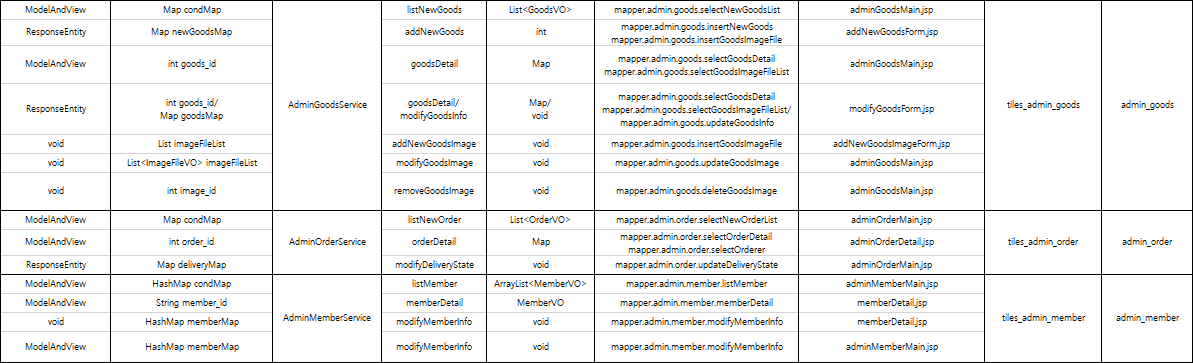 ModelAndView Map condMap listNewGoods List<GoodsVO> mapper.admin.goods.selectNewGoodsList adminGoodsMain.jsp
ResponseEntity Map newGoodsMap addNewGoods int mapper.admin.goods.insertNewGoods
mapper.admin.goods.insertGoodsImageFile addNewGoodsForm.jsp
ModelAndView int goods_id goodsDetail Map mapper.admin.goods.selectGoodsDetail
mapper.admin.goods.selectGoodsImageFileList adminGoodsMain.jsp
AdminGoodsService
tiles_admin_goods admin_goods
ResponseEntity int goods_id/
Map goodsMap goodsDetail/
modifyGoodsInfo Map/
void mapper.admin.goods.selectGoodsDetail
mapper.admin.goods.selectGoodsImageFileList/
mapper.admin.goods.updateGoodsInfo modifyGoodsForm.jsp
void List imageFileList addNewGoodsImage void mapper.admin.goods.insertGoodsImageFile addNewGoodsImageForm.jsp
void List<ImageFileVO> imageFileList modifyGoodsImage void mapper.admin.goods.updateGoodsImage adminGoodsMain.jsp
void int image_id removeGoodsImage void mapper.admin.goods.deleteGoodsImage adminGoodsMain.jsp
ModelAndView Map condMap listNewOrder List<OrderVO> mapper.admin.order.selectNewOrderList adminOrderMain.jsp
ModelAndView int order_id AdminOrderService orderDetail Map mapper.admin.order.selectOrderDetail
mapper.admin.order.selectOrderer adminOrderDetail.jsp tiles_admin_order admin_order
ResponseEntity Map deliveryMap modifyDeliveryState void mapper.admin.order.updateDeliveryState adminOrderMain.jsp
ModelAndView HashMap condMap listMember ArrayList<MemberVO> mapper.admin.member.listMember adminMemberMain.jsp
ModelAndView String member_id memberDetail MemberVO mapper.admin.member.memberDetail memberDetail.jsp
AdminMemberService tiles_admin_member admin_member
void HashMap memberMap modifyMemberInfo void mapper.admin.member.modifyMemberInfo memberDetail.jsp
ModelAndView HashMap memberMap modifyMemberInfo void mapper.admin.member.modifyMemberInfo adminMemberMain.jsp